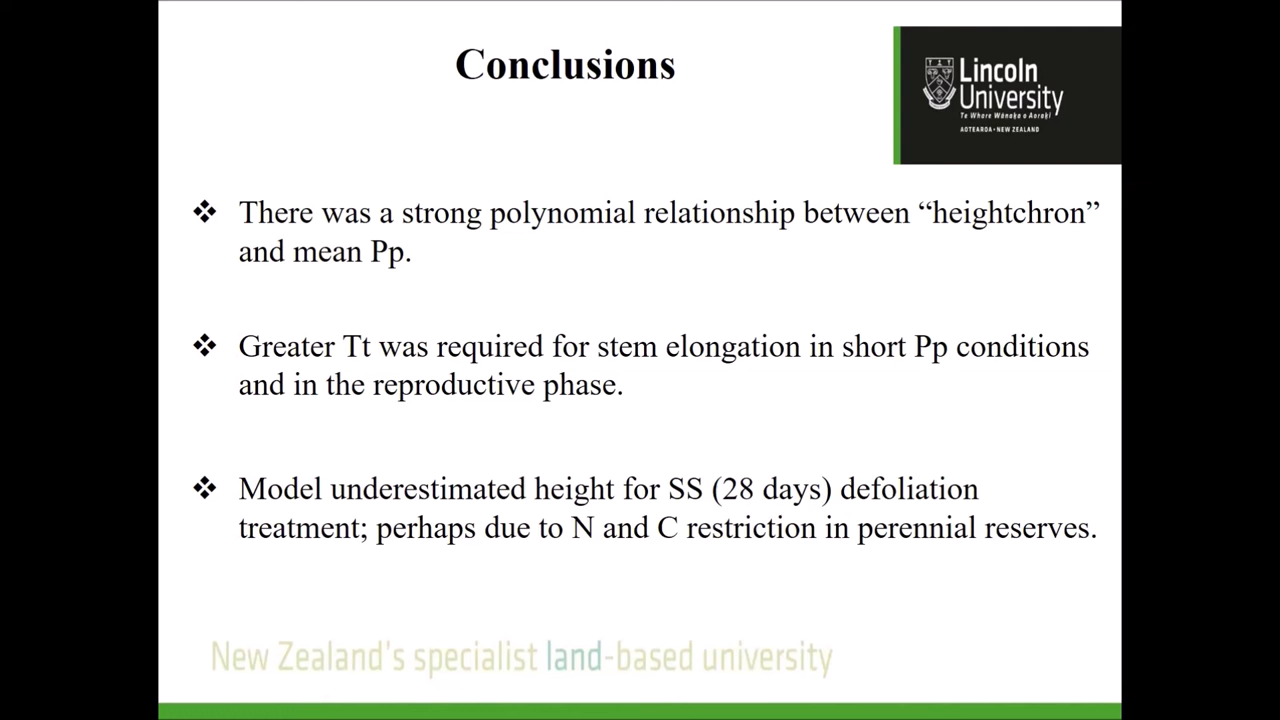 Conclusions
Lincoln
University
Te Whare Wānaka o Aoraki
AOTEAROA • NEW ZEALAND
❖ There was a strong polynomial relationship between “heightchron”
and mean Pp.
❖ Greater Tt was required for stem elongation in short Pp conditions
and in the reproductive phase.
❖ Model underestimated height for SS (28 days) defoliation
treatment; perhaps due to N and C restriction in perennial reserves.
New Zealand's specialist land-based university